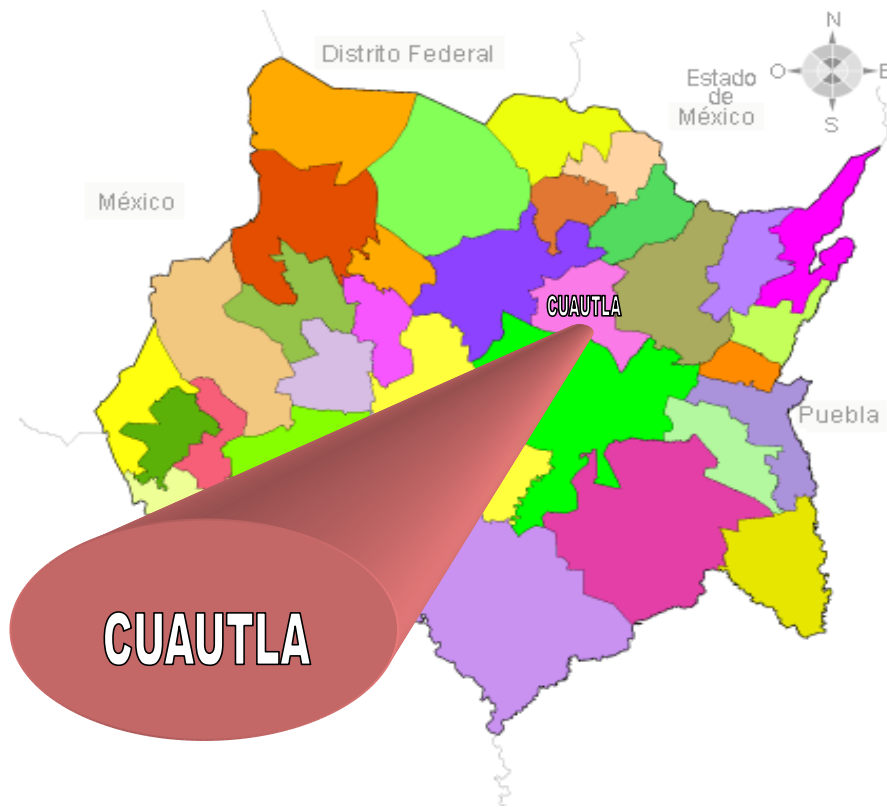 N
Distrito Federal
O
E
Estado
de
México
S
México
CUAUTLA
Puebla
CUAUTLA